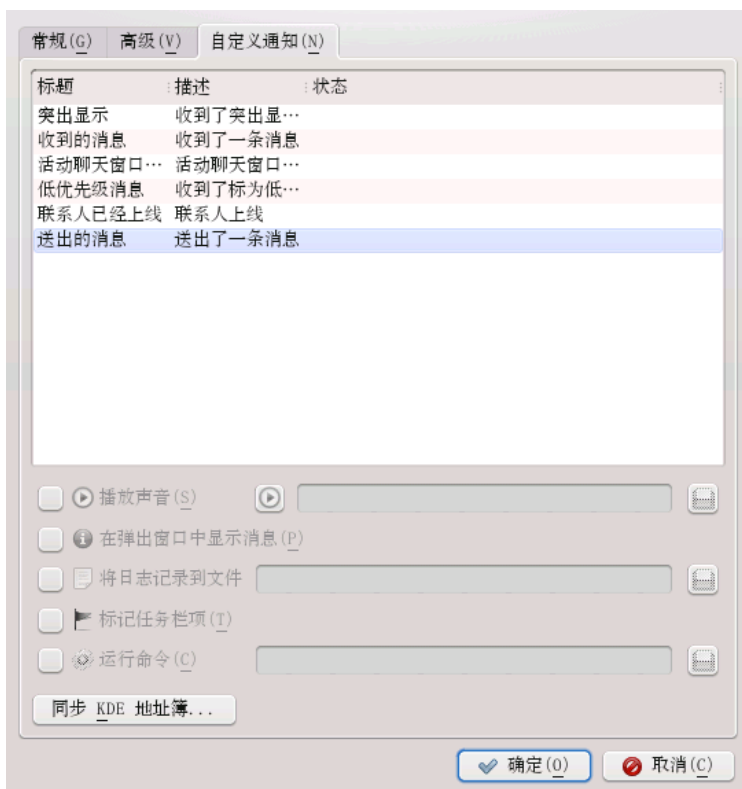 常规(G) 高级(V) 自定义通知(N)
标题 描述 状态
突出显示 收到了突出显…
收到的消息 收到了一条消息
活动聊天窗口… 活动聊天窗口…
低优先级消息 收到了标为低…
联系人已经上线 联系人上线
送出的消息 送出了一条消息
播放声音(S)
在弹出窗口中显示消息(P)
将日志记录到文件
标记任务栏项(T)
运行命令(C)
同步 KDE 地址簿...
确定(O) 取消(C)